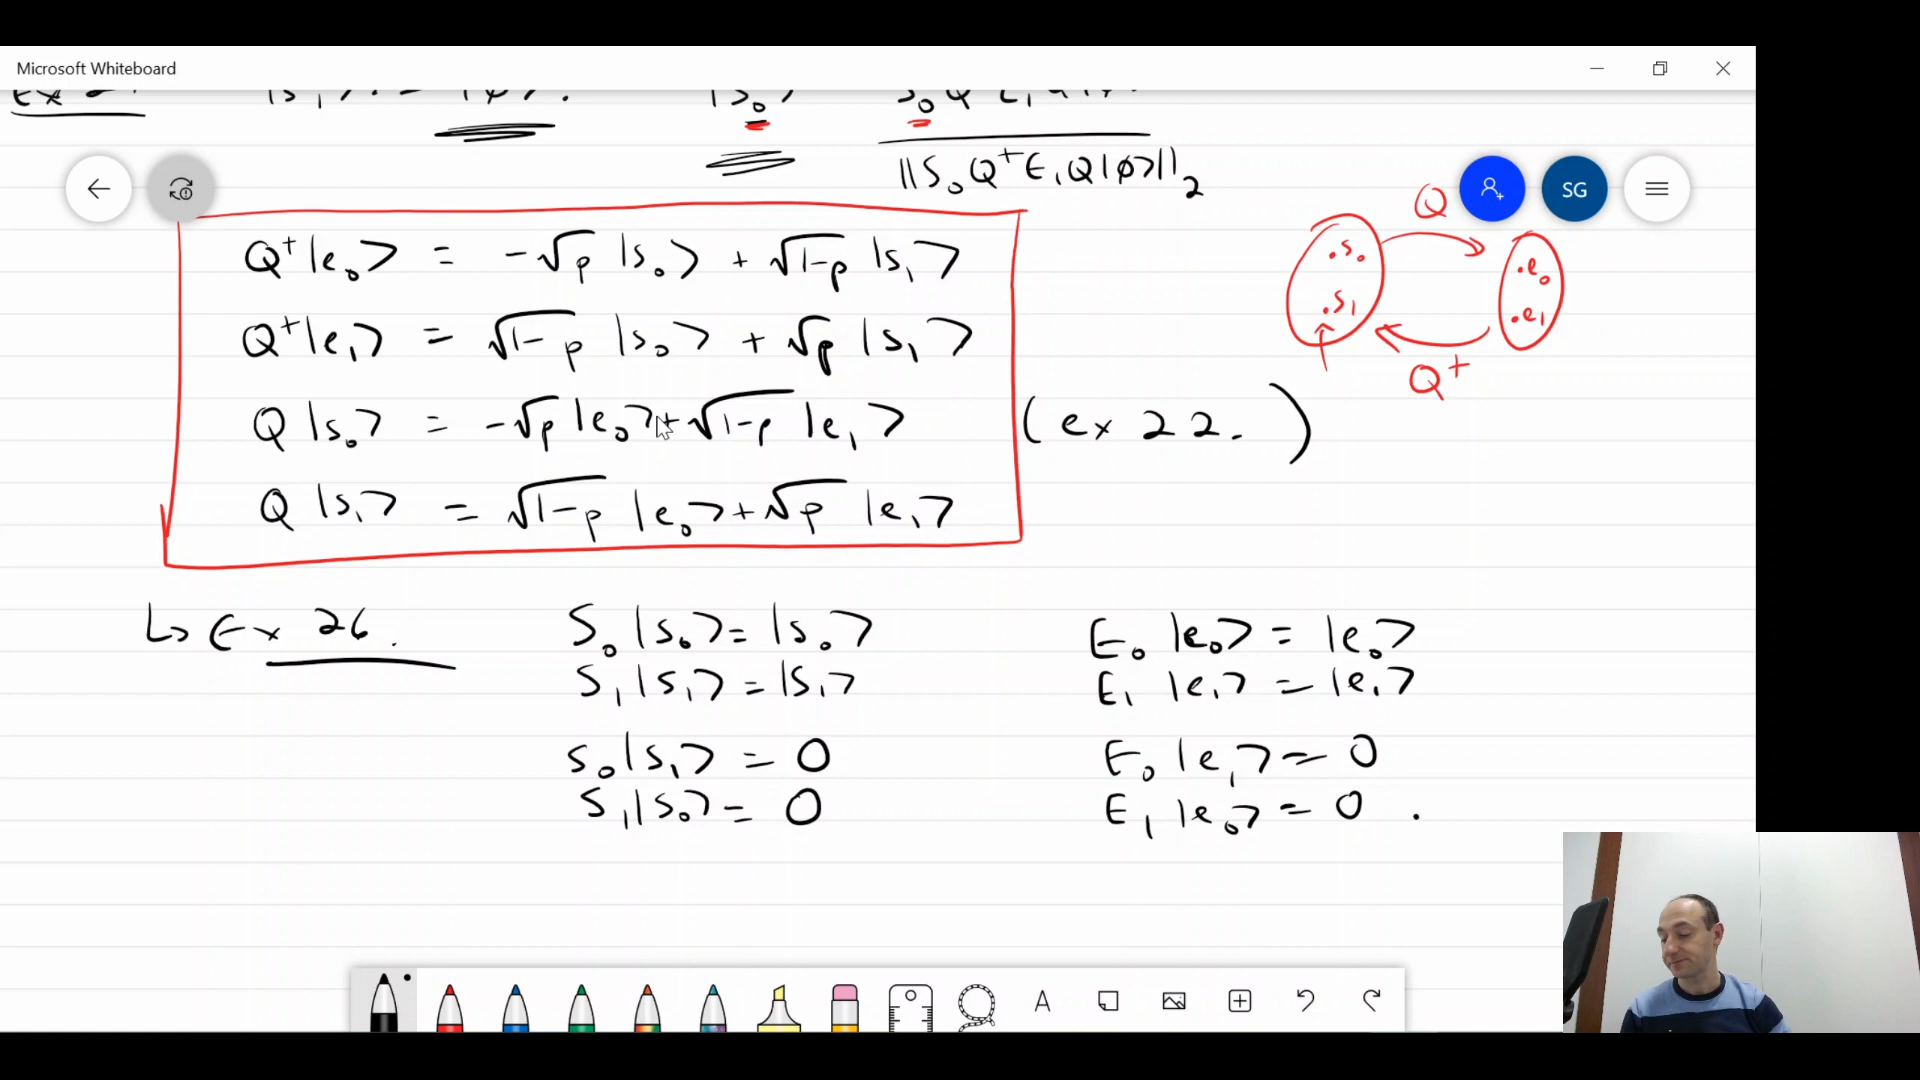 Microsoft Whiteboard
||S₀Q⁺E₁Q|φ>||₂
SG
Q⁺|e₀> = -√p |s₀> + √1-p |s₁>
Q⁺|e₁> = √1-p |s₀> + √p |s₁>
Q|s₀> = -√p |e₀> + √1-p |e₁> (ex 22.)
Q|s₁> = √1-p |e₀> + √p |e₁>
Q
.s₀
.s₁
.e₀
.e₁
Q⁺
↳ Ex 26.
S₀|s₀> = |s₀>
S₁|s₁> = |s₁>
S₀|s₁> = 0
S₁|s₀> = 0
E₀|e₀> = |e₀>
E₁|e₁> = |e₁>
E₀|e₁> = 0
E₁|e₀> = 0 .
A